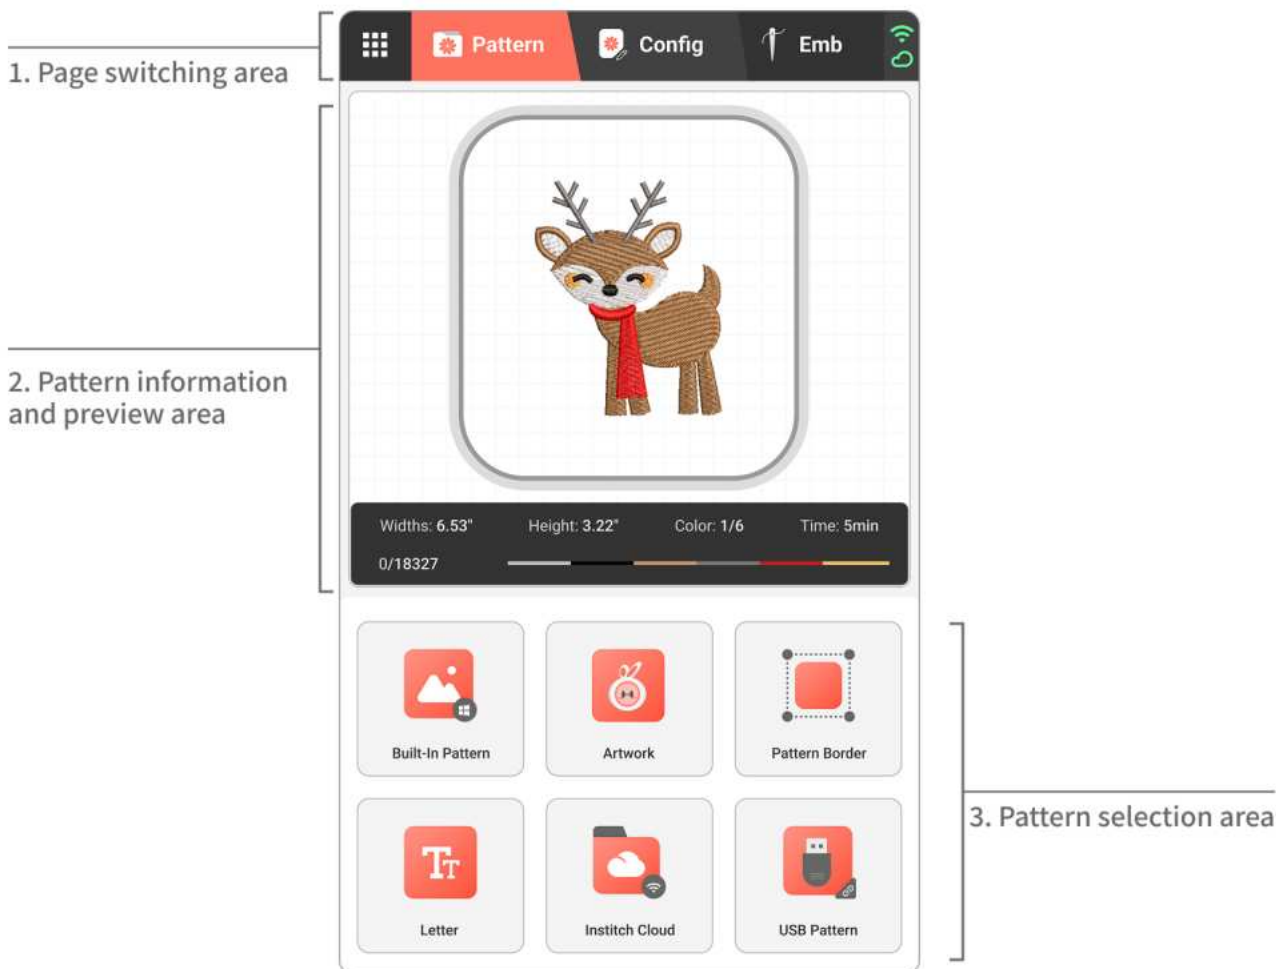 1. Page switching area
Pattern
Config
Emb
2. Pattern information
and preview area
Widths: 6.53" Height: 3.22" Color: 1/6 Time: 5min
0/18327
Built-In Pattern
Artwork
Pattern Border
3. Pattern selection area
TT
Letter
Institch Cloud
USB Pattern